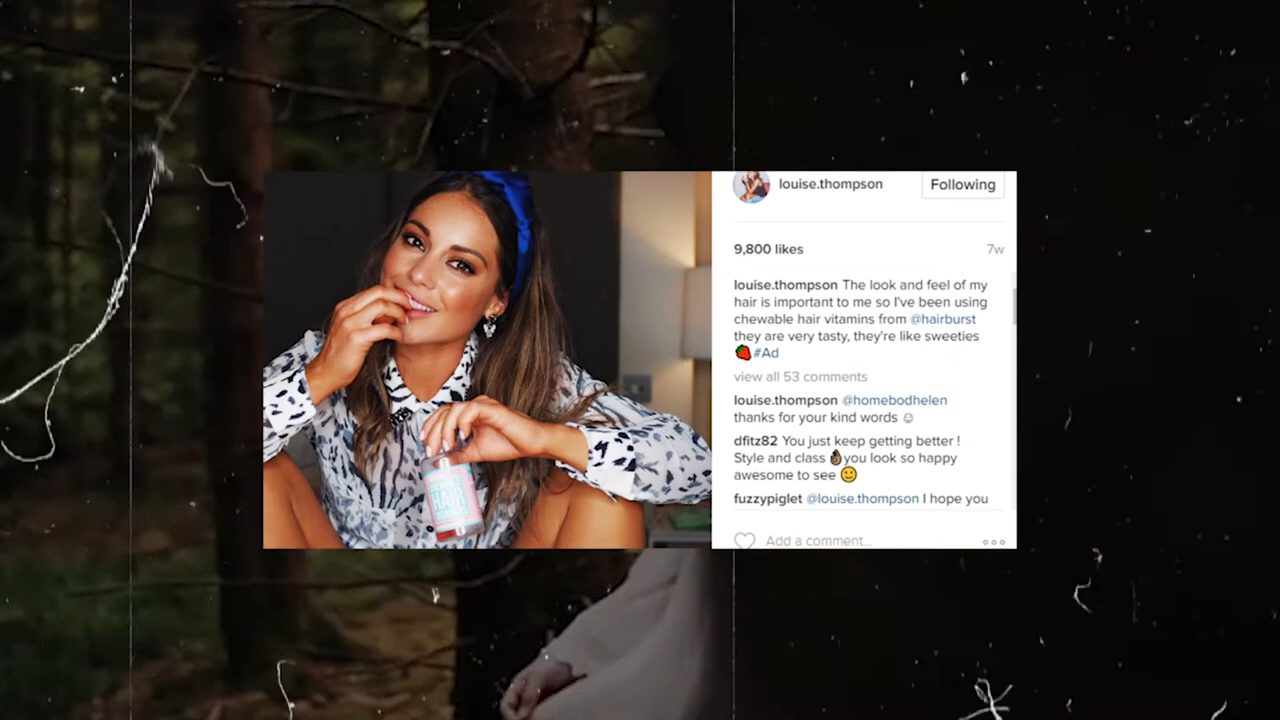 louise.thompson
Following
9,800 likes
7w
louise.thompson The look and feel of my
hair is important to me so I've been using
chewable hair vitamins from @hairburst
they are very tasty, they're like sweeties
🍓#Ad
view all 53 comments
louise.thompson @homebodhelen
thanks for your kind words ☺
dfitz82 You just keep getting better !
Style and class 👌🏾you look so happy
awesome to see 🙂
fuzzypiglet @louise.thompson I hope you
Add a comment...
HAIR